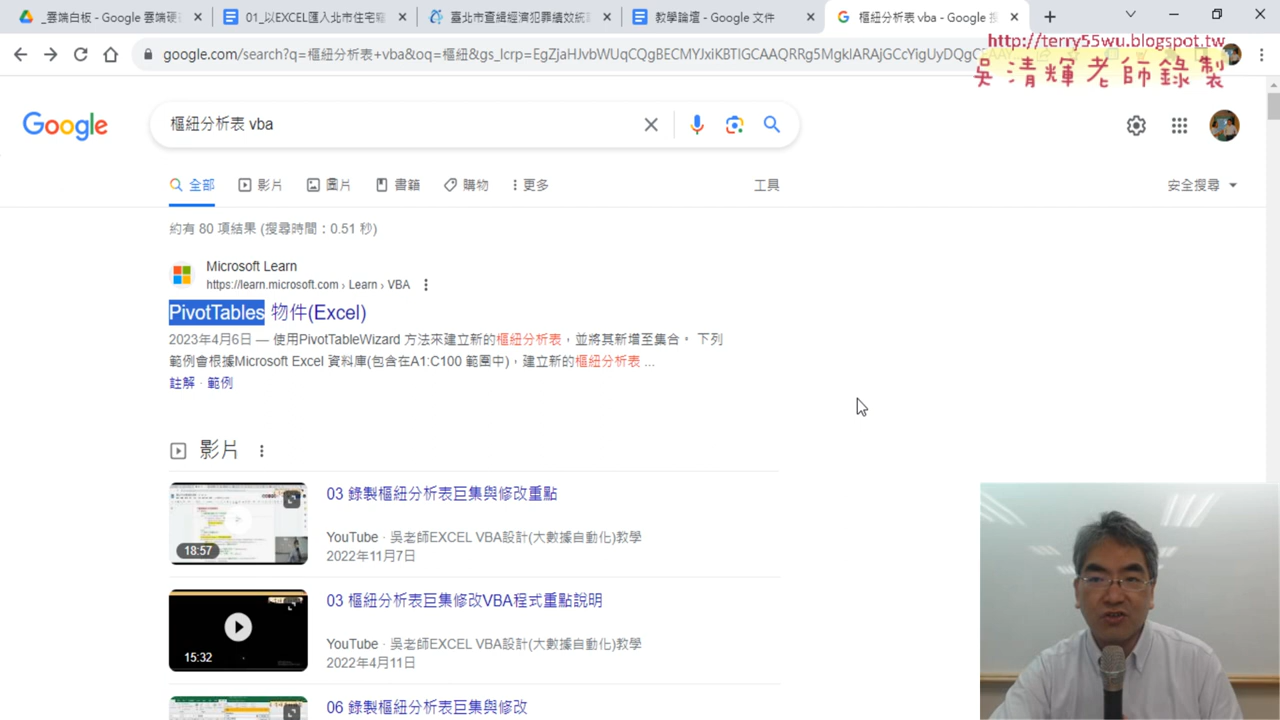 _雲端白板 - Google 雲端硬
01_以EXCEL匯入北市住宅竊
臺北市查緝經濟犯罪績效統
教學論壇 - Google 文件
樞紐分析表 vba - Google 搜
google.com/search?q=樞紐分析表+vba&oq=樞紐&gs_lcrp=EgZjaHJvbWUqCQgBECMYJxiKBTIGCAAQRRg5MgkIARAjGCcYigUyDQgC
http://terry55wu.blogspot.tw
吳清輝老師錄製
Google
樞紐分析表 vba
全部
影片
圖片
書籍
購物
更多
工具
安全搜尋
約有 80 項結果 (搜尋時間：0.51 秒)
Microsoft Learn
https://learn.microsoft.com › Learn › VBA
PivotTables 物件(Excel)
2023年4月6日 — 使用PivotTableWizard 方法來建立新的樞紐分析表，並將其新增至集合。 下列
範例會根據Microsoft Excel 資料庫(包含在A1:C100 範圍中)，建立新的樞紐分析表 ...
註解 · 範例
影片
03 錄製樞紐分析表巨集與修改重點
18:57
YouTube · 吳老師EXCEL VBA設計(大數據自動化)教學
2022年11月7日
03 樞紐分析表巨集修改VBA程式重點說明
15:32
YouTube · 吳老師EXCEL VBA設計(大數據自動化)教學
2022年4月11日
06 錄製樞紐分析表巨集與修改